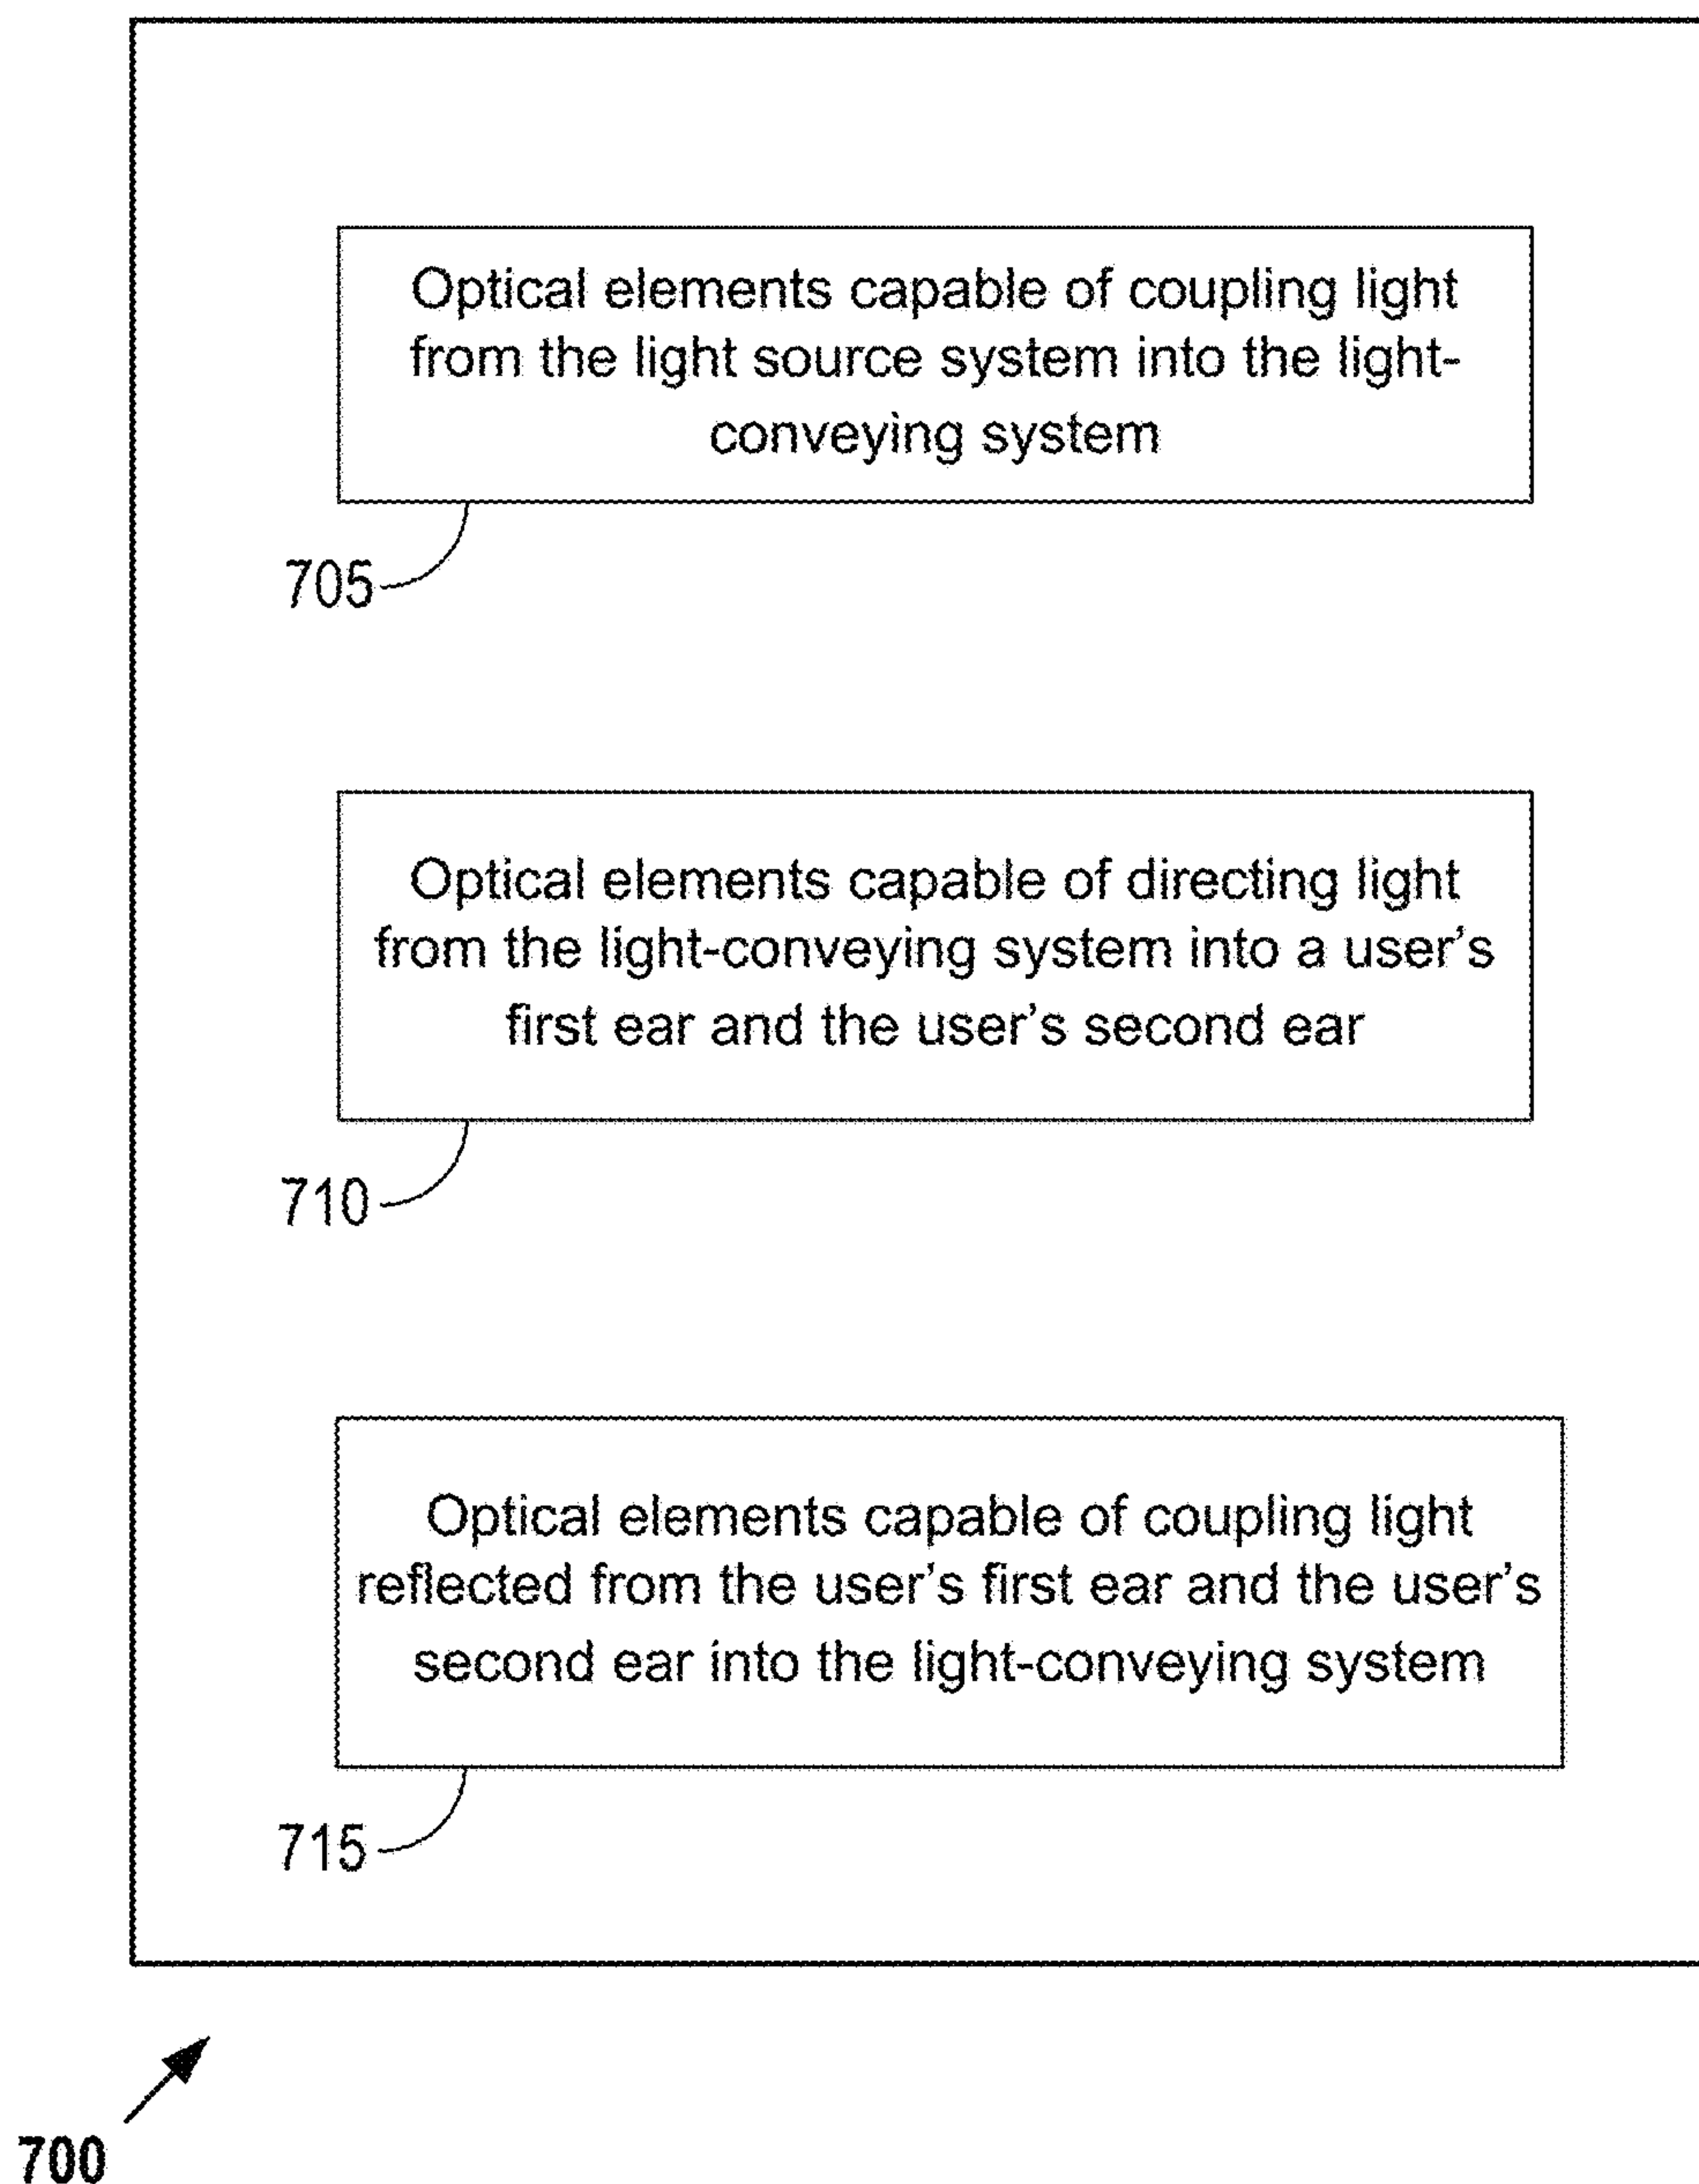 Optical elements capable of coupling light
from the light source system into the light-
conveying system
705
Optical elements capable of directing light
from the light-conveying system into a user's
first ear and the user's second ear
710
Optical elements capable of coupling light
reflected from the user's first ear and the user's
second ear into the light-conveying system
715
700